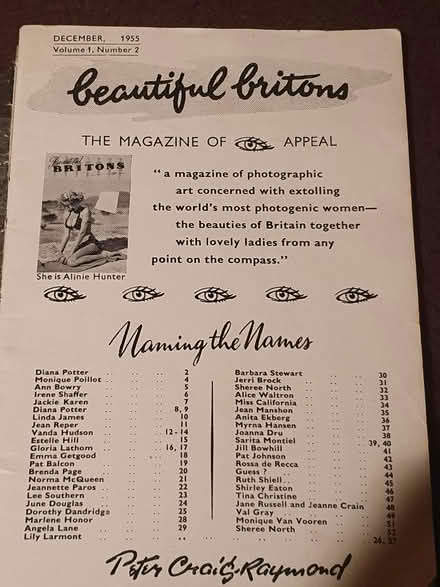 DECEMBER, 1955
Volume 1, Number 2
beautiful britons
THE MAGAZINE OF APPEAL
Beautiful
BRITONS
"a magazine of photographic
art concerned with extolling
the world's most photogenic women—
the beauties of Britain together
with lovely ladies from any
point on the compass."
She is Alinie Hunter
Naming the Names
Diana Potter .. .. .. 2
Monique Poillot .. .. .. 4
Ann Bowry .. .. .. 5
Irene Shaffer .. .. .. 6
Jackie Karen .. .. .. 7
Diana Potter .. .. .. 8, 9
Linda James .. .. .. 10
Jean Reper .. .. .. 11
Vanda Hudson .. .. 12-14
Estelle Hill .. .. .. 15
Gloria Lathom .. .. 16, 17
Emma Getgood .. .. .. 18
Pat Balcon .. .. .. 19
Brenda Page .. .. .. 20
Norma McQueen .. .. 21
Jeannette Paros .. .. .. 22
Lee Southern .. .. .. 23
June Douglas .. .. .. 24
Dorothy Dandridge .. .. 25
Marlene Honor .. .. .. 28
Angela Lane .. .. .. 29
Lily Larmont .. .. 26, 27
Barbara Stewart .. .. .. 30
Jerri Brock .. .. .. 31
Sheree North .. .. .. 32
Alice Waltron .. .. .. 33
Miss California .. .. .. 34
Jean Manshon .. .. .. 35
Anita Ekberg .. .. .. 36
Myrna Hansen .. .. .. 37
Joanna Dru .. .. .. 38
Sarita Montiel .. .. 39, 40
Jill Bowhill .. .. .. 41
Pat Johnson .. .. .. 42
Rossa de Recca .. .. .. 43
Guess ? .. .. .. 44
Ruth Shiell .. .. .. 45
Shirley Eaton .. .. .. 46
Tina Christine .. ..
Jane Russell and Jeanne Crain
Val Gray .. .. ..
Monique Van Vooren .. .. 51
Sheree North .. .. .. 52
Peter Craig-Raymond